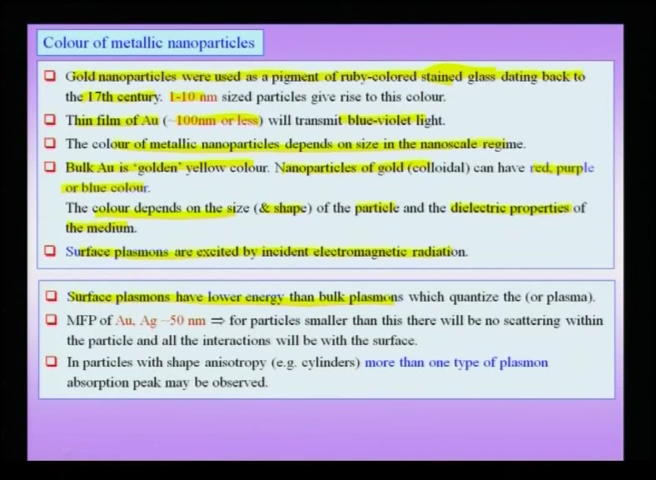 Colour of metallic nanoparticles
Gold nanoparticles were used as a pigment of ruby-colored stained glass dating back to
the 17th century. 1-10 nm sized particles give rise to this colour.
Thin film of Au (~100nm or less) will transmit blue-violet light.
The colour of metallic nanoparticles depends on size in the nanoscale regime.
Bulk Au is ‘golden’ yellow colour. Nanoparticles of gold (colloidal) can have red, purple
or blue colour.
The colour depends on the size (& shape) of the particle and the dielectric properties of
the medium.
Surface plasmons are excited by incident electromagnetic radiation.
Surface plasmons have lower energy than bulk plasmons which quantize the (or plasma).
MFP of Au, Ag ~50 nm ⇒ for particles smaller than this there will be no scattering within
the particle and all the interactions will be with the surface.
In particles with shape anisotropy (e.g. cylinders) more than one type of plasmon
absorption peak may be observed.